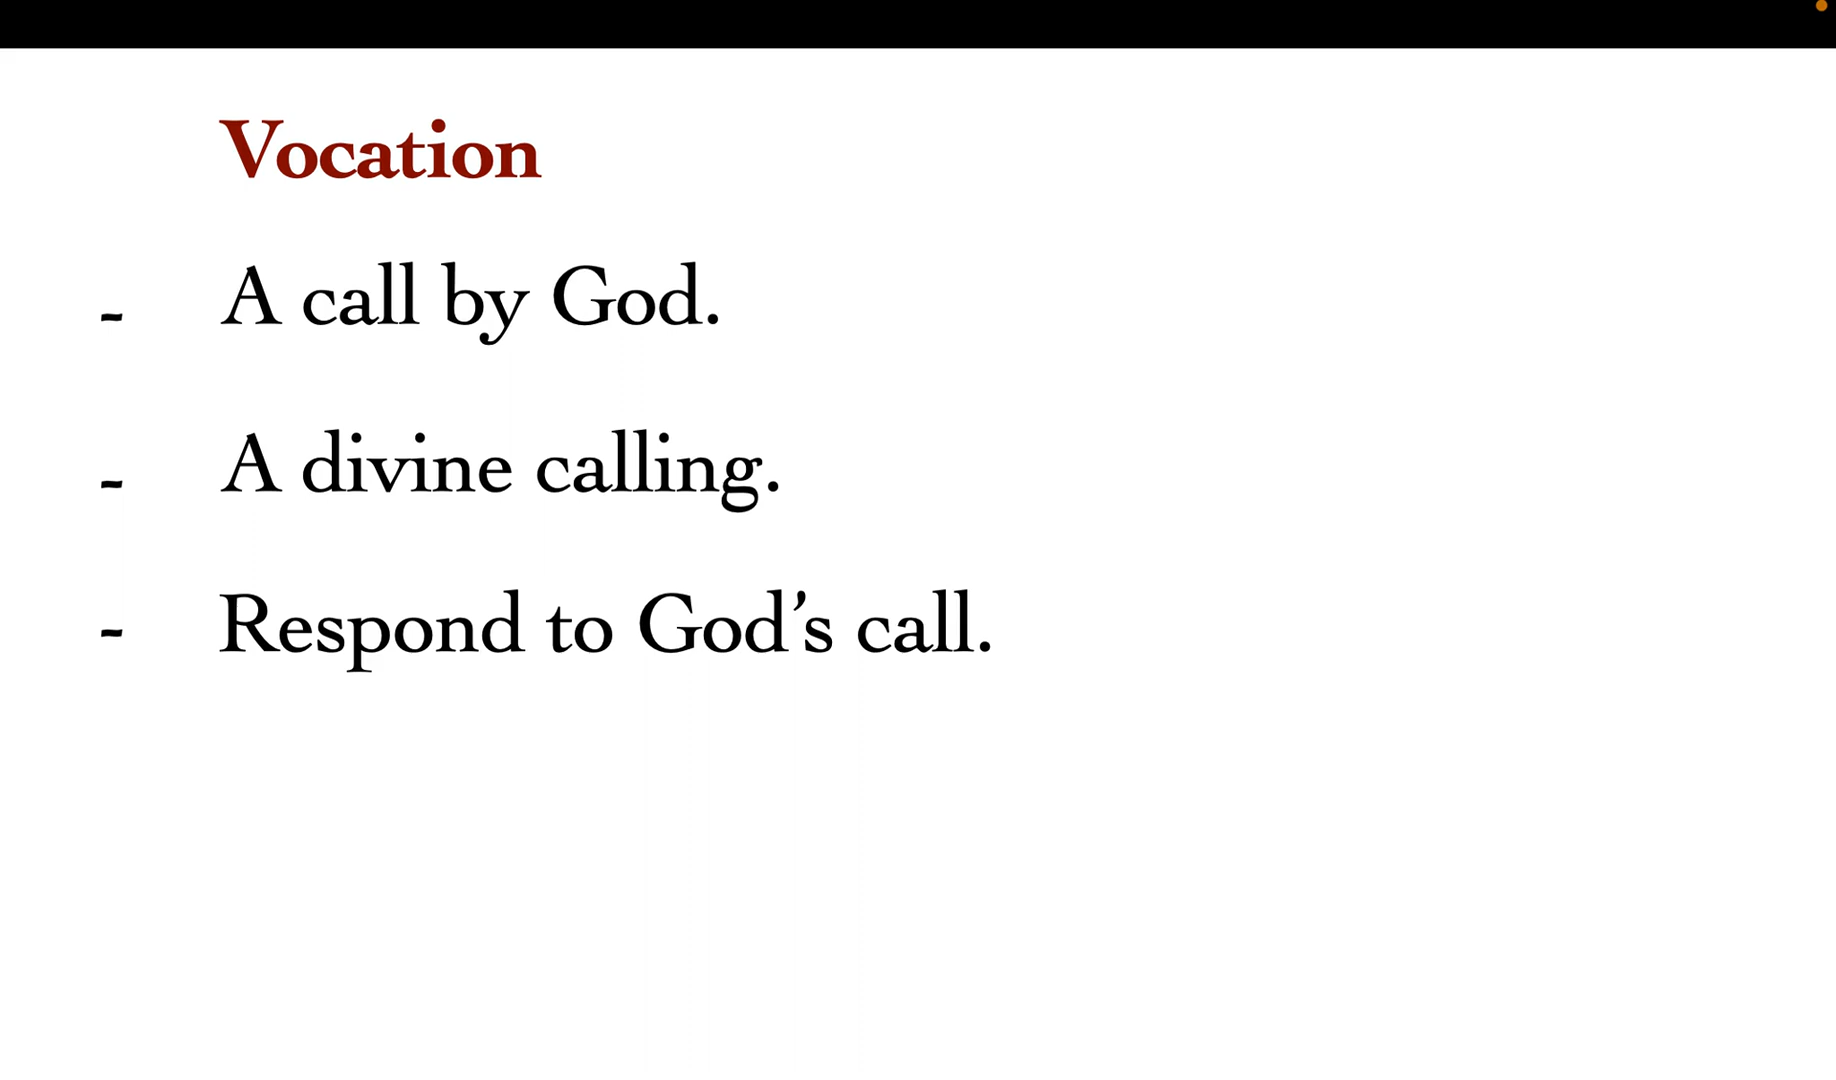 Vocation
- A call by God.
- A divine calling.
- Respond to God’s call.